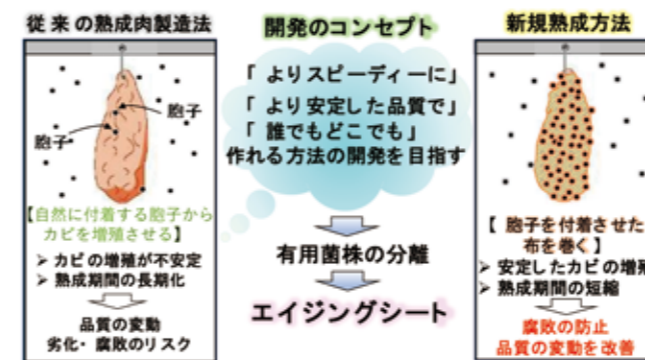 従来の熟成肉製造法
胞子
胞子
【自然に付着する胞子から
カビを増殖させる】
➢ カビの増殖が不安定
➢ 熟成期間の長期化
品質の変動
劣化・腐敗のリスク
開発のコンセプト
「よりスピーディーに」
「より安定した品質で」
「誰でもどこでも」
作れる方法の開発を目指す
有用菌株の分離
エイジングシート
新規熟成方法
【胞子を付着させた
布を巻く】
➢ 安定したカビの増殖
➢ 熟成期間の短縮
腐敗の防止
品質の変動を改善